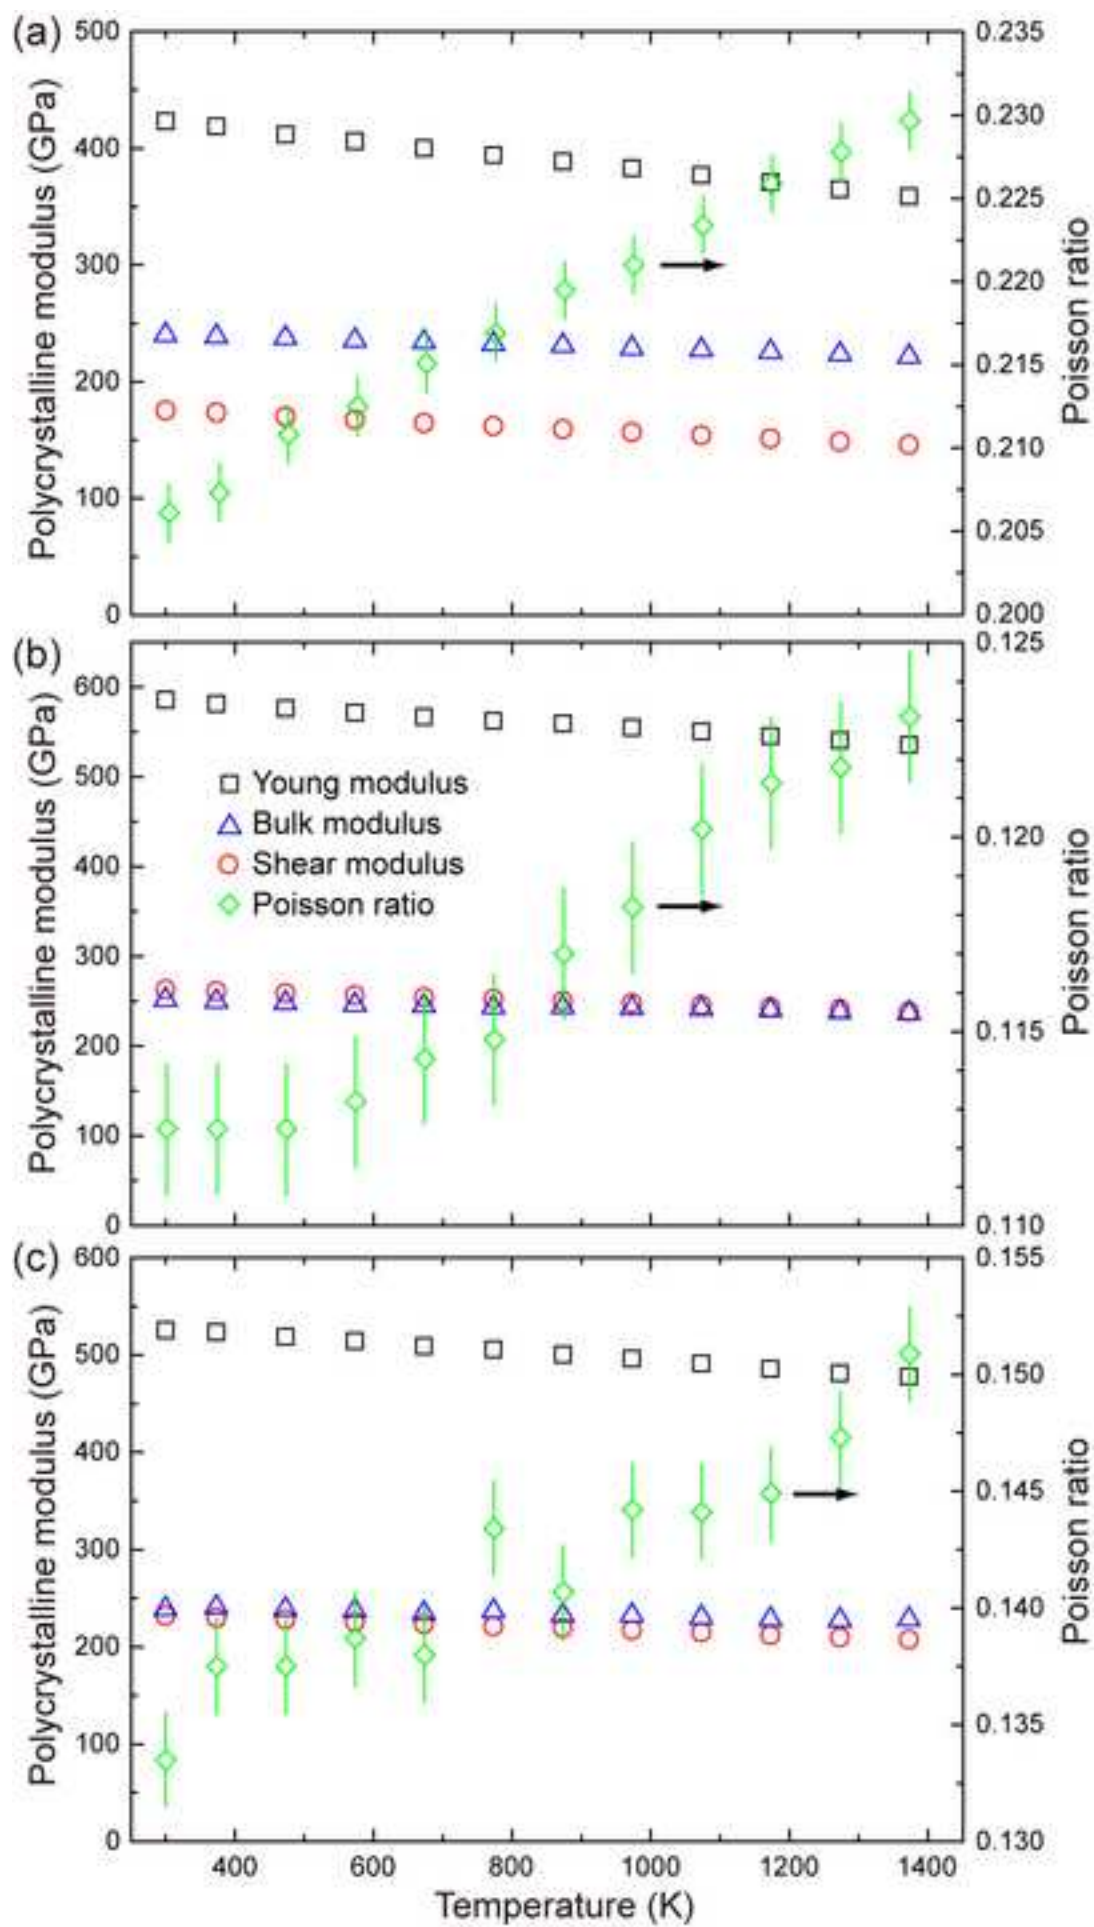 (a)
500
400
300
200
100
0
Polycrystalline modulus (GPa)
0.235
0.230
0.225
0.220
0.215
0.210
0.205
0.200
Poisson ratio
(b)
600
500
400
300
200
100
0
Polycrystalline modulus (GPa)
Young modulus
Bulk modulus
Shear modulus
Poisson ratio
0.125
0.120
0.115
0.110
Poisson ratio
(c)
600
500
400
300
200
100
0
Polycrystalline modulus (GPa)
0.155
0.150
0.145
0.140
0.135
0.130
Poisson ratio
400 600 800 1000 1200 1400
Temperature (K)